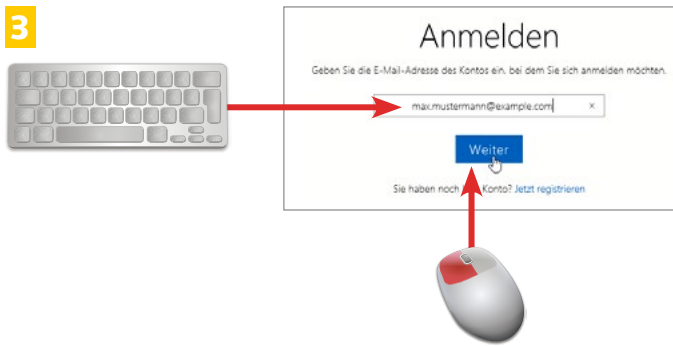 3
Anmelden
Geben Sie die E-Mail-Adresse des Kontos ein, bei dem Sie sich anmelden möchten.
max.mustermann@example.com ×
Weiter
Sie haben noch Konto? Jetzt registrieren